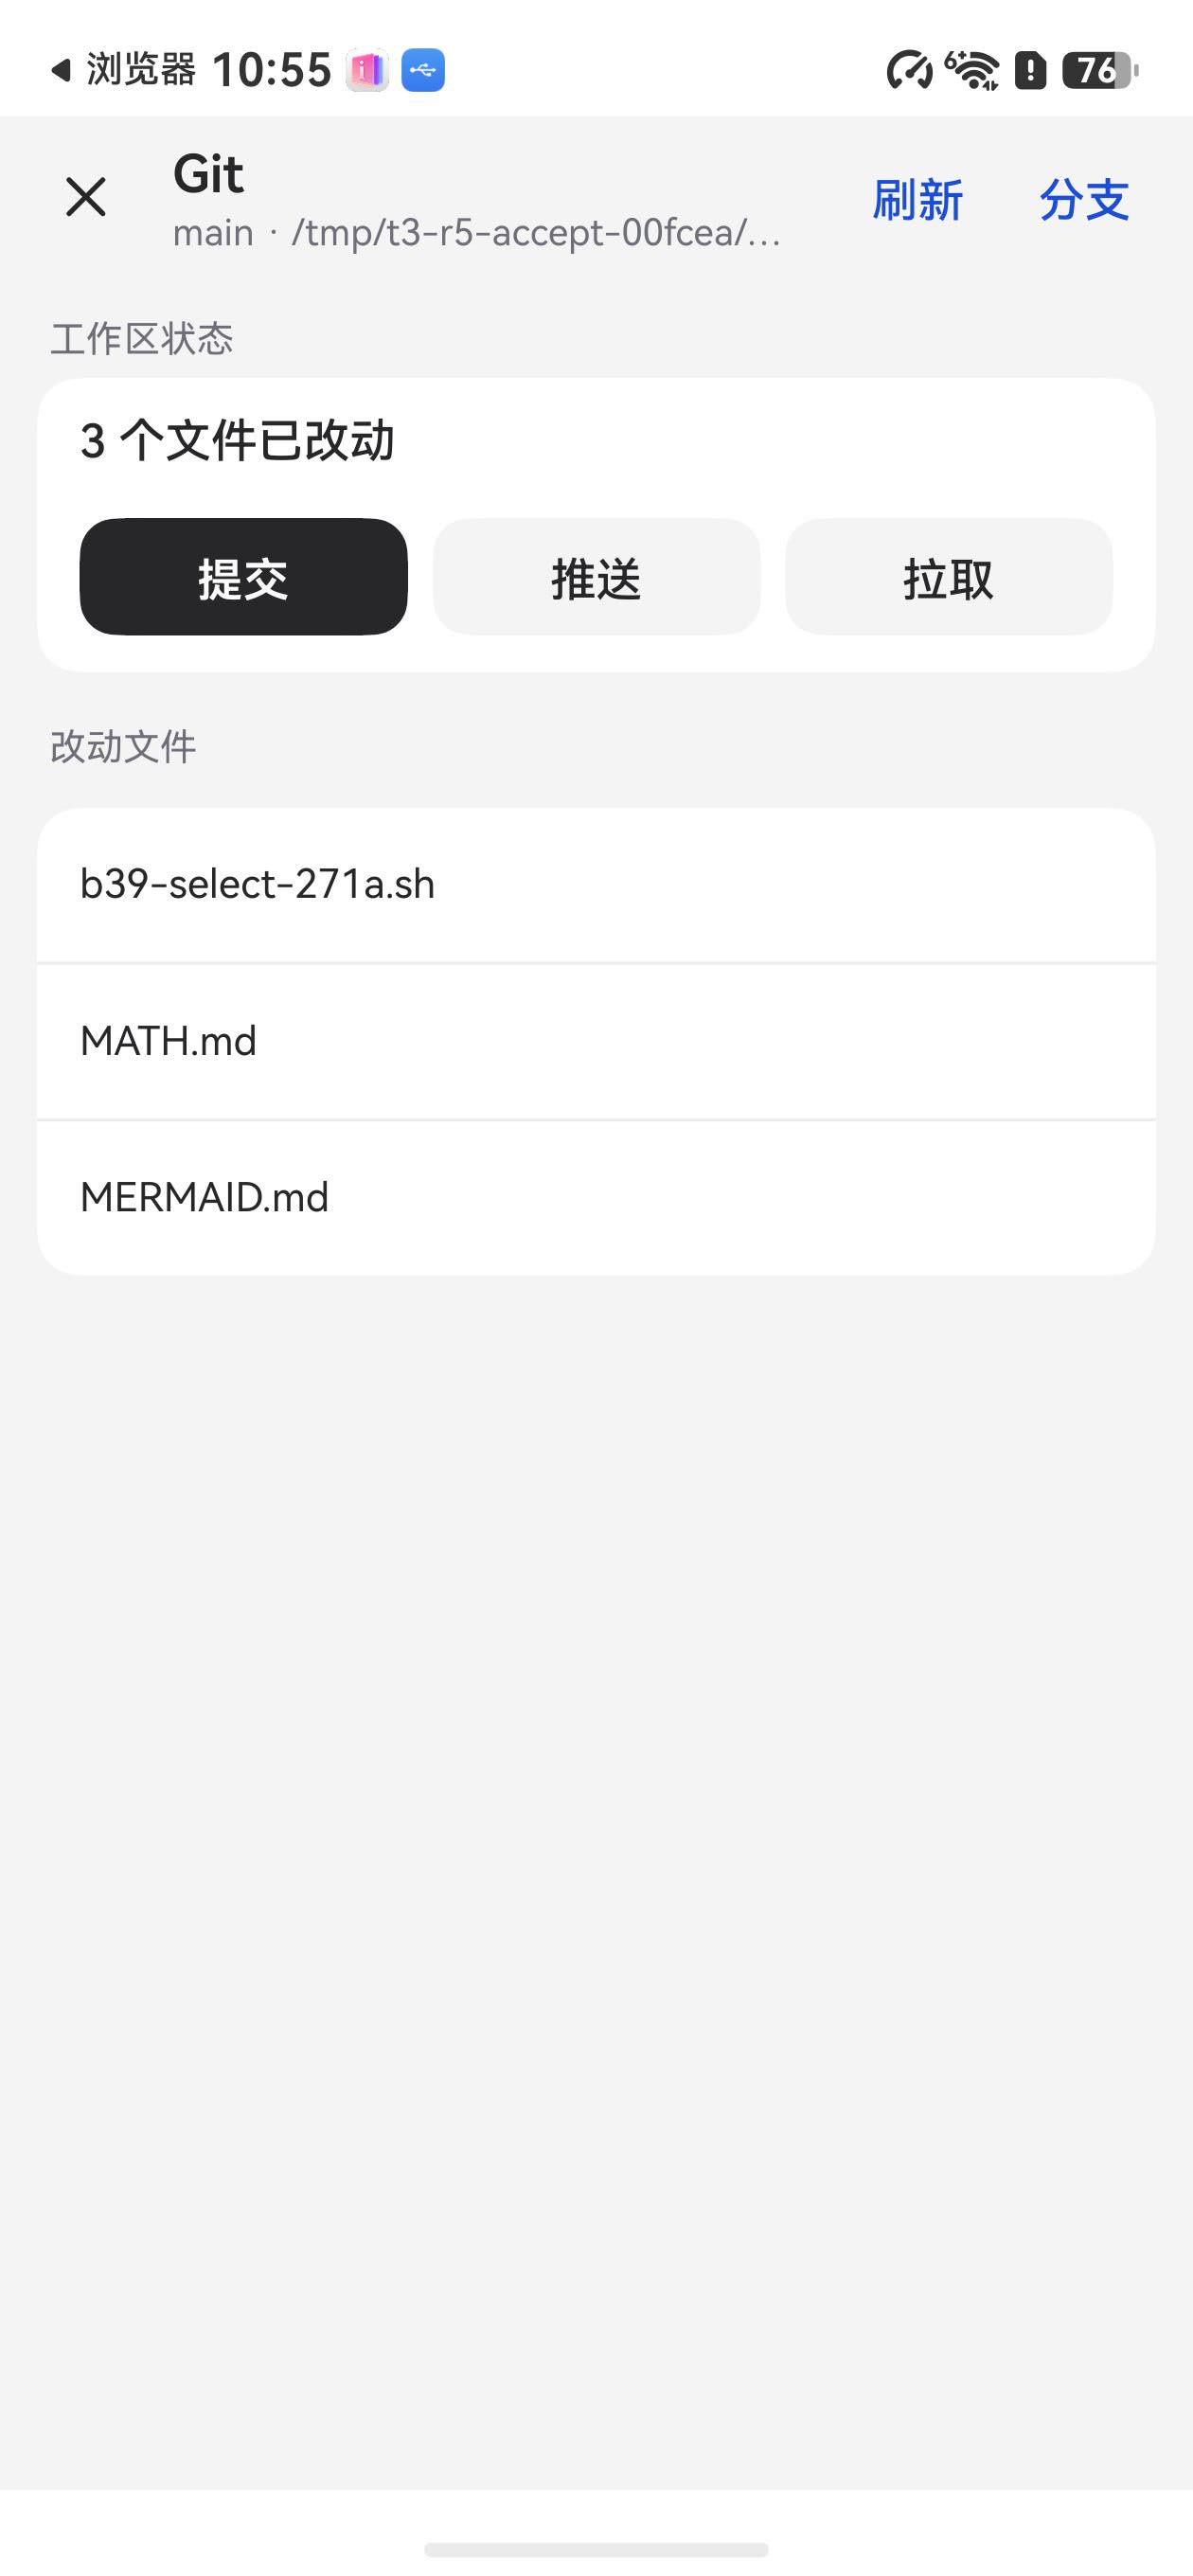 浏览器 10:55
76
Git
main · /tmp/t3-r5-accept-00fcea/...
刷新
分支
工作区状态
3 个文件已改动
提交
推送
拉取
改动文件
b39-select-271a.sh
MATH.md
MERMAID.md